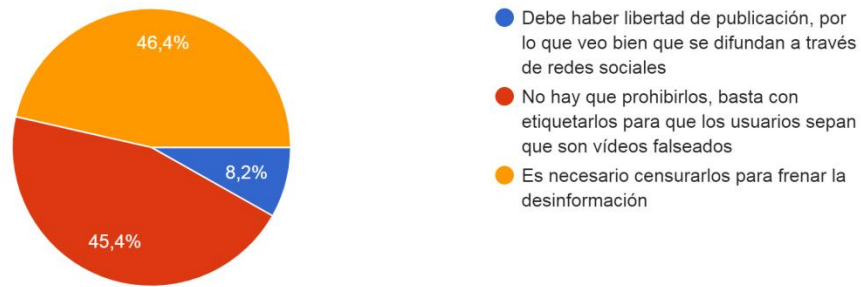 46,4%
8,2%
45,4%
Debe haber libertad de publicación, por
lo que veo bien que se difundan a través
de redes sociales
No hay que prohibirlos, basta con
etiquetarlos para que los usuarios sepan
que son vídeos falseados
Es necesario censurarlos para frenar la
desinformación